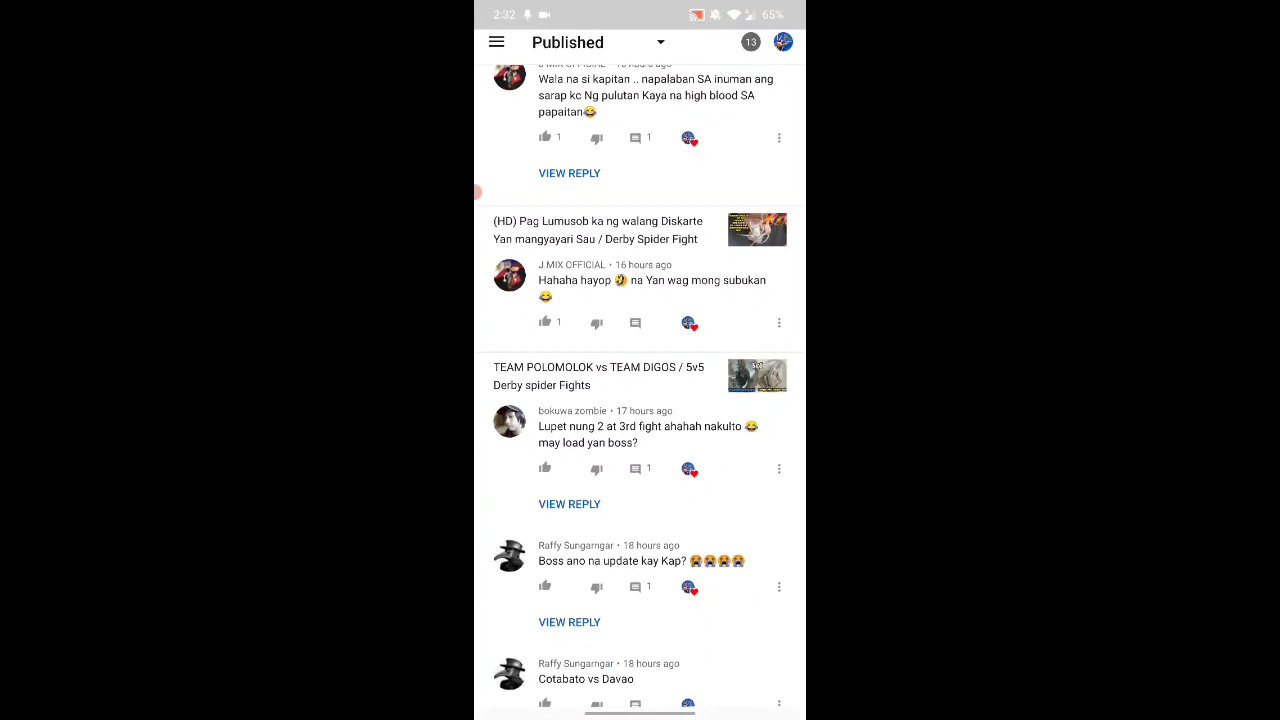 2:32
65%
Published
13
J MIX OFFICIAL • 16 hours ago
Wala na si kapitan .. napalaban SA inuman ang
sarap kc Ng pulutan Kaya na high blood SA
papaitan😂
1
1
VIEW REPLY
(HD) Pag Lumusob ka ng walang Diskarte
Yan mangyayari Sau / Derby Spider Fight
J MIX OFFICIAL • 16 hours ago
Hahaha hayop 🤣 na Yan wag mong subukan
😂
1
TEAM POLOMOLOK vs TEAM DIGOS / 5v5
Derby spider Fights
bokuwa zombie • 17 hours ago
Lupet nung 2 at 3rd fight ahahah nakulto 😂
may load yan boss?
1
VIEW REPLY
Raffy Sungarngar • 18 hours ago
Boss ano na update kay Kap? 😭😭😭😭
1
VIEW REPLY
Raffy Sungarngar • 18 hours ago
Cotabato vs Davao